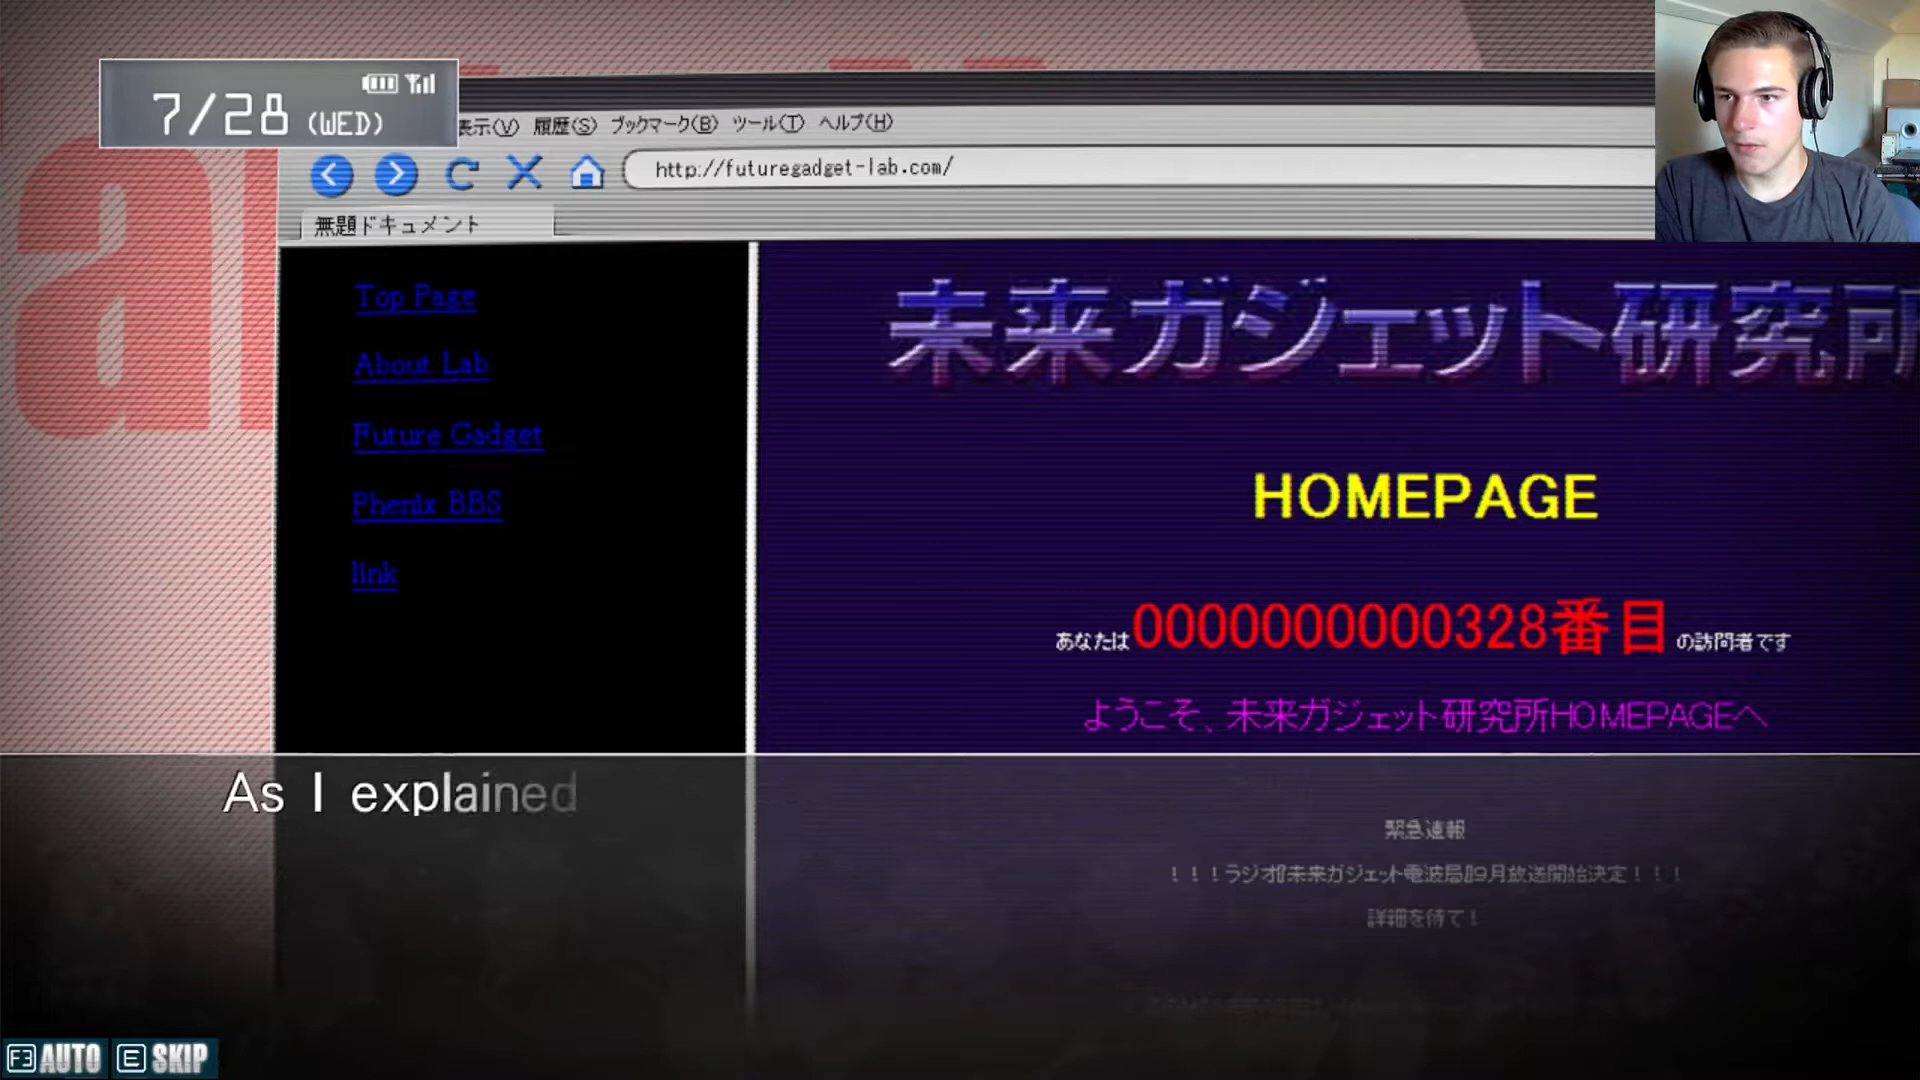 7/28 (WED)
表示(V) 履歴(S) ブックマーク(B) ツール(T) ヘルプ(H)
http://futuregadget-lab.com/
無題ドキュメント
Top Page
About Lab
Future Gadget
Phenix BBS
link
未来ガジェット研究所
HOMEPAGE
あなたは0000000000328番目の訪問者です
ようこそ、未来ガジェット研究所HOMEPAGEへ
As I explained
緊急速報
！！！ラジオ『未来ガジェット電波局』9月放送開始決定！！！
詳細を待て！
F3 AUTO E SKIP